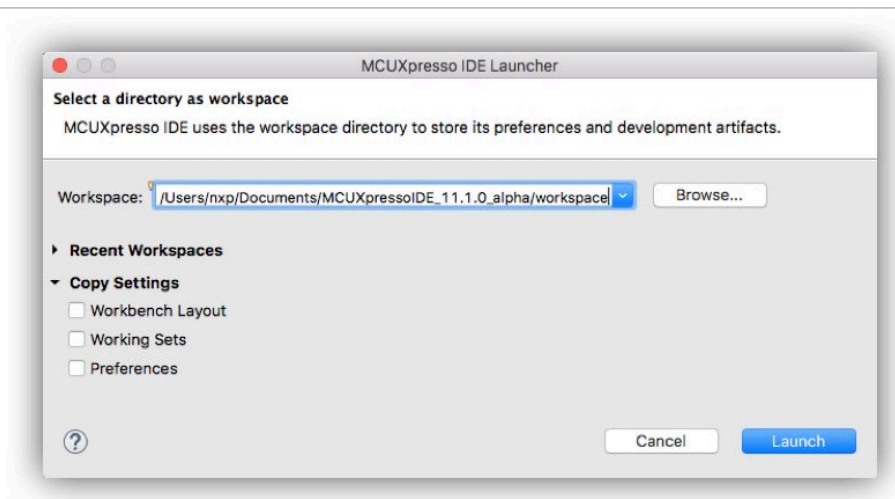 MCUXpresso IDE Launcher
Select a directory as workspace
MCUXpresso IDE uses the workspace directory to store its preferences and development artifacts.
Workspace: /Users/nxp/Documents/MCUXpressoIDE_11.1.0_alpha/workspace Browse...
Recent Workspaces
Copy Settings
Workbench Layout
Working Sets
Preferences
? Cancel Launch